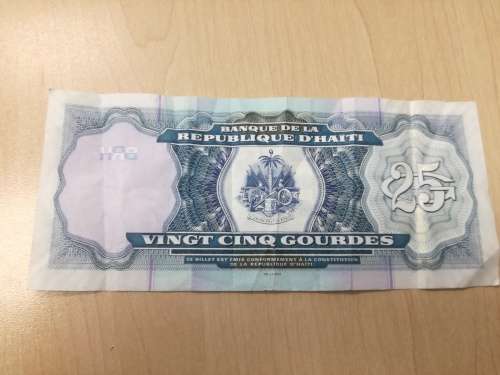 BANQUE DE LA
REPUBLIQUE D'HAITI
BRH
25
VINGT CINQ GOURDES
CE BILLET EST EMIS CONFORMEMENT A LA CONSTITUTION
DE LA REPUBLIQUE D'HAITI